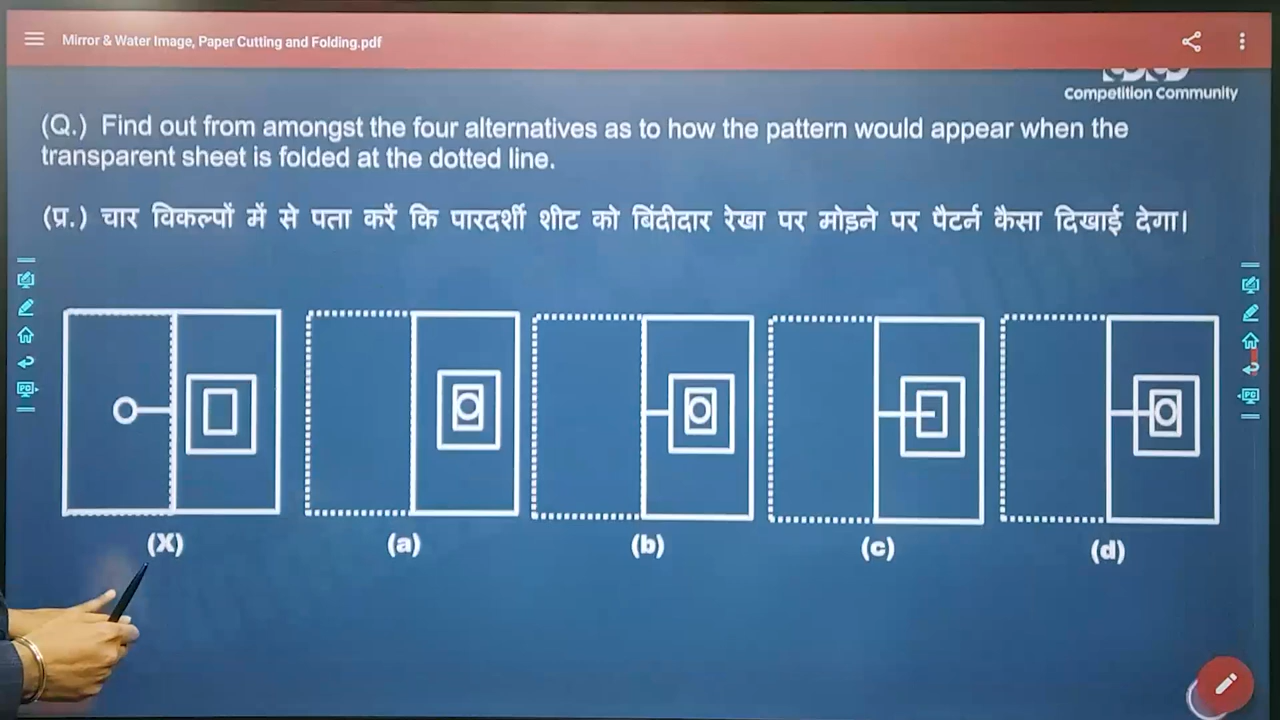 Mirror & Water Image, Paper Cutting and Folding.pdf
Competition Community
(Q.) Find out from amongst the four alternatives as to how the pattern would appear when the
transparent sheet is folded at the dotted line.
(प्र.) चार विकल्पों में से पता करें कि पारदर्शी शीट को बिंदीदार रेखा पर मोड़ने पर पैटर्न कैसा दिखाई देगा।
(X) (a) (b) (c) (d)